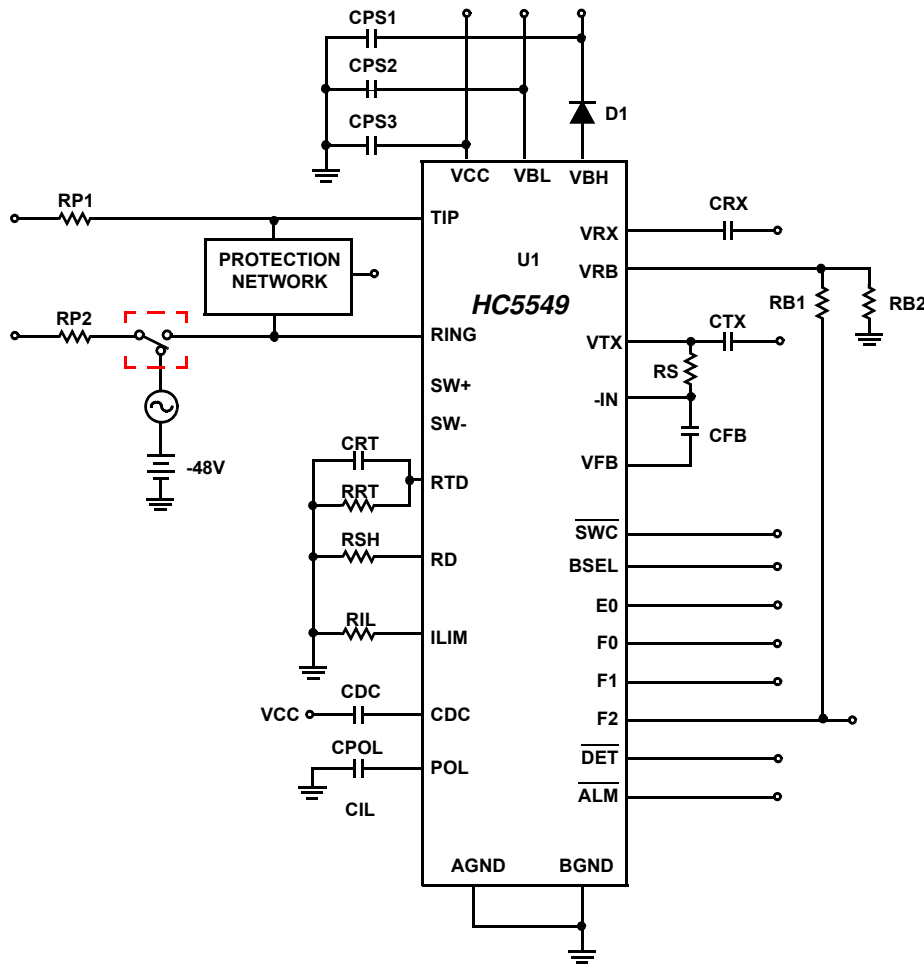 CPS1
CPS2
CPS3
D1
VCC VBL VBH
RP1
TIP
CRX
VRX
PROTECTION
NETWORK
U1
VRB
HC5549
RB1
RB2
RP2
RING
CTX
VTX
RS
SW+
-IN
SW-
CFB
-48V
CRT
VFB
RTD
RRT
SWC
RSH
RD
BSEL
E0
RIL
ILIM
F0
F1
CDC
VCC
CDC
F2
CPOL
POL
DET
CIL
ALM
AGND BGND